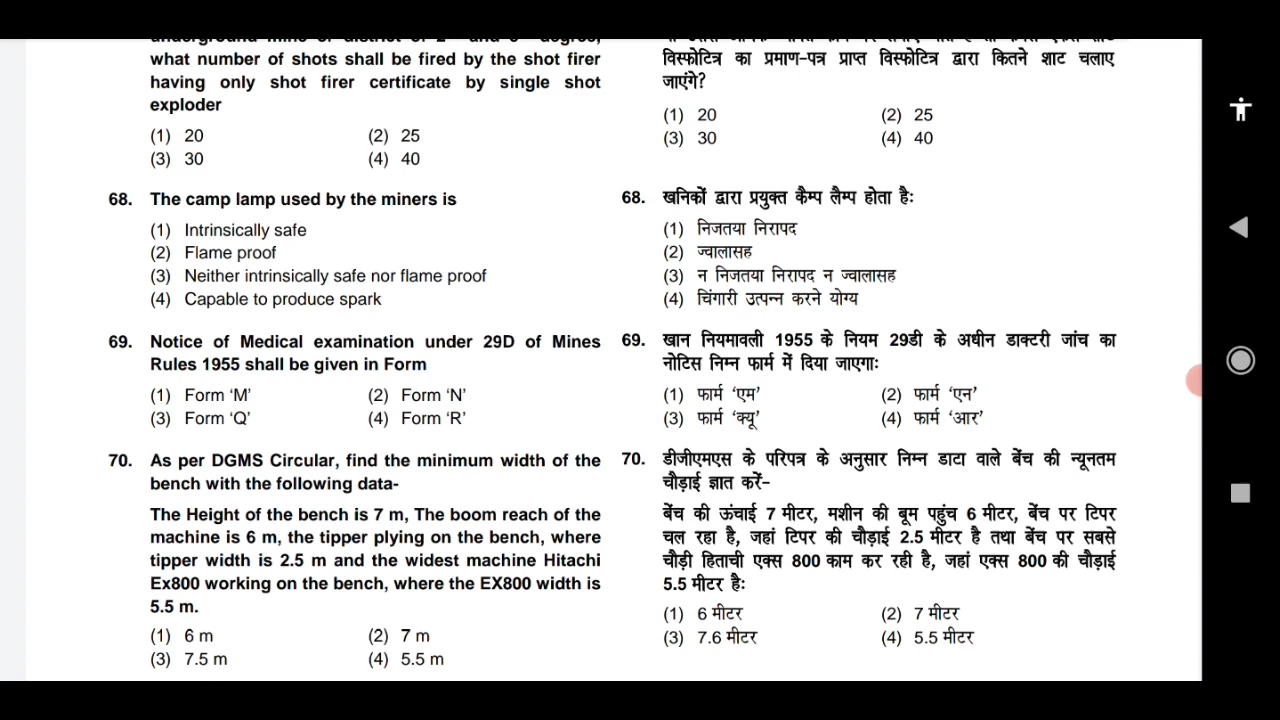 what number of shots shall be fired by the shot firer
having only shot firer certificate by single shot
exploder
(1) 20 (2) 25
(3) 30 (4) 40
68. The camp lamp used by the miners is
(1) Intrinsically safe
(2) Flame proof
(3) Neither intrinsically safe nor flame proof
(4) Capable to produce spark
69. Notice of Medical examination under 29D of Mines
Rules 1955 shall be given in Form
(1) Form ‘M’ (2) Form ‘N’
(3) Form ‘Q’ (4) Form ‘R’
70. As per DGMS Circular, find the minimum width of the
bench with the following data-
The Height of the bench is 7 m, The boom reach of the
machine is 6 m, the tipper plying on the bench, where
tipper width is 2.5 m and the widest machine Hitachi
Ex800 working on the bench, where the EX800 width is
5.5 m.
(1) 6 m (2) 7 m
(3) 7.5 m (4) 5.5 m
विस्फोटित्र का प्रमाण-पत्र प्राप्त विस्फोटित्र द्वारा कितने शाट चलाए
जाएंगे?
(1) 20 (2) 25
(3) 30 (4) 40
68. खनिकों द्वारा प्रयुक्त कैम्प लैम्प होता है:
(1) निजतया निरापद
(2) ज्वालासह
(3) न निजतया निरापद न ज्वालासह
(4) चिंगारी उत्पन्न करने योग्य
69. खान नियमावली 1955 के नियम 29डी के अधीन डाक्टरी जांच का
नोटिस निम्न फार्म में दिया जाएगा:
(1) फार्म ‘एम’ (2) फार्म ‘एन’
(3) फार्म ‘क्यू’ (4) फार्म ‘आर’
70. डीजीएमएस के परिपत्र के अनुसार निम्न डाटा वाले बेंच की न्यूनतम
चौड़ाई ज्ञात करें-
बेंच की ऊंचाई 7 मीटर, मशीन की बूम पहुंच 6 मीटर, बेंच पर टिपर
चल रहा है, जहां टिपर की चौड़ाई 2.5 मीटर है तथा बेंच पर सबसे
चौड़ी हिताची एक्स 800 काम कर रही है, जहां एक्स 800 की चौड़ाई
5.5 मीटर है:
(1) 6 मीटर (2) 7 मीटर
(3) 7.6 मीटर (4) 5.5 मीटर